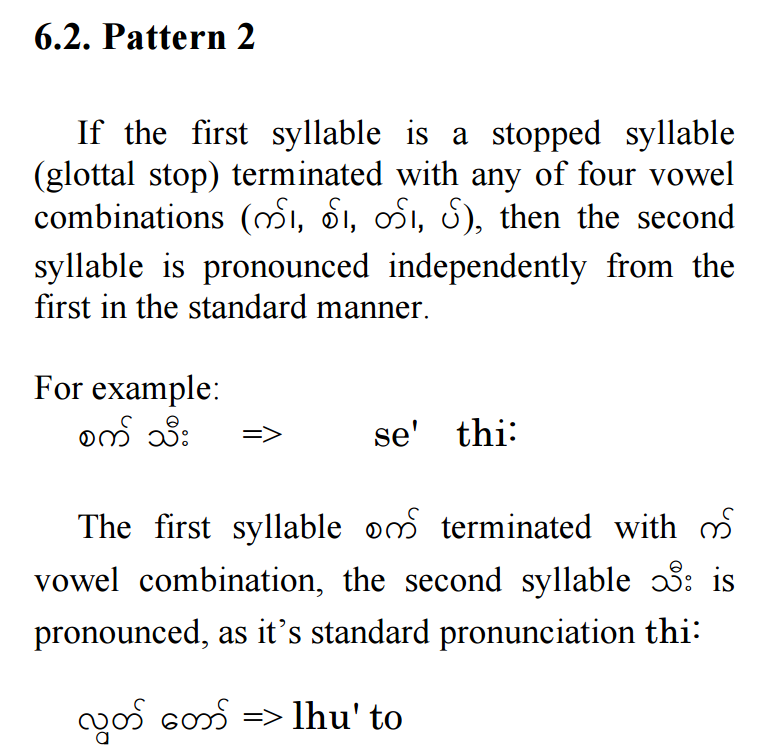 6.2. Pattern 2
If the first syllable is a stopped syllable
(glottal stop) terminated with any of four vowel
combinations (က်၊, စ်၊, တ်၊, ပ်), then the second
syllable is pronounced independently from the
first in the standard manner.
For example:
စက် သီး => se' thi:
The first syllable စက် terminated with က်
vowel combination, the second syllable သီး is
pronounced, as it’s standard pronunciation thi:
လွှတ် တော် => lhu' to